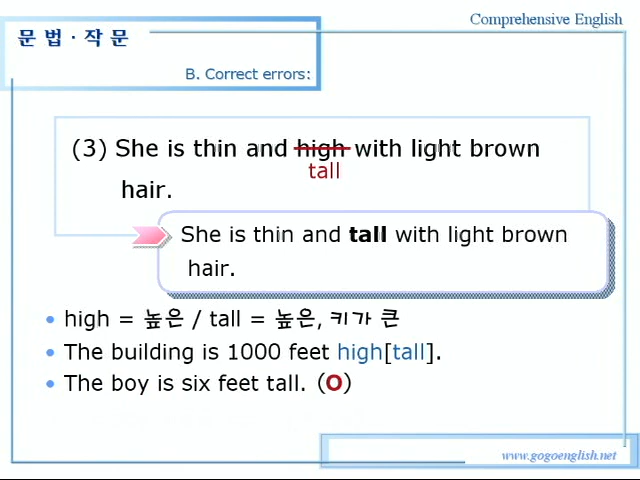 Comprehensive English
문법·작문
B. Correct errors:
(3) She is thin and high with light brown
tall
hair.
She is thin and tall with light brown
hair.
• high = 높은 / tall = 높은, 키가 큰
• The building is 1000 feet high[tall].
• The boy is six feet tall. (O)
www.gogoenglish.net